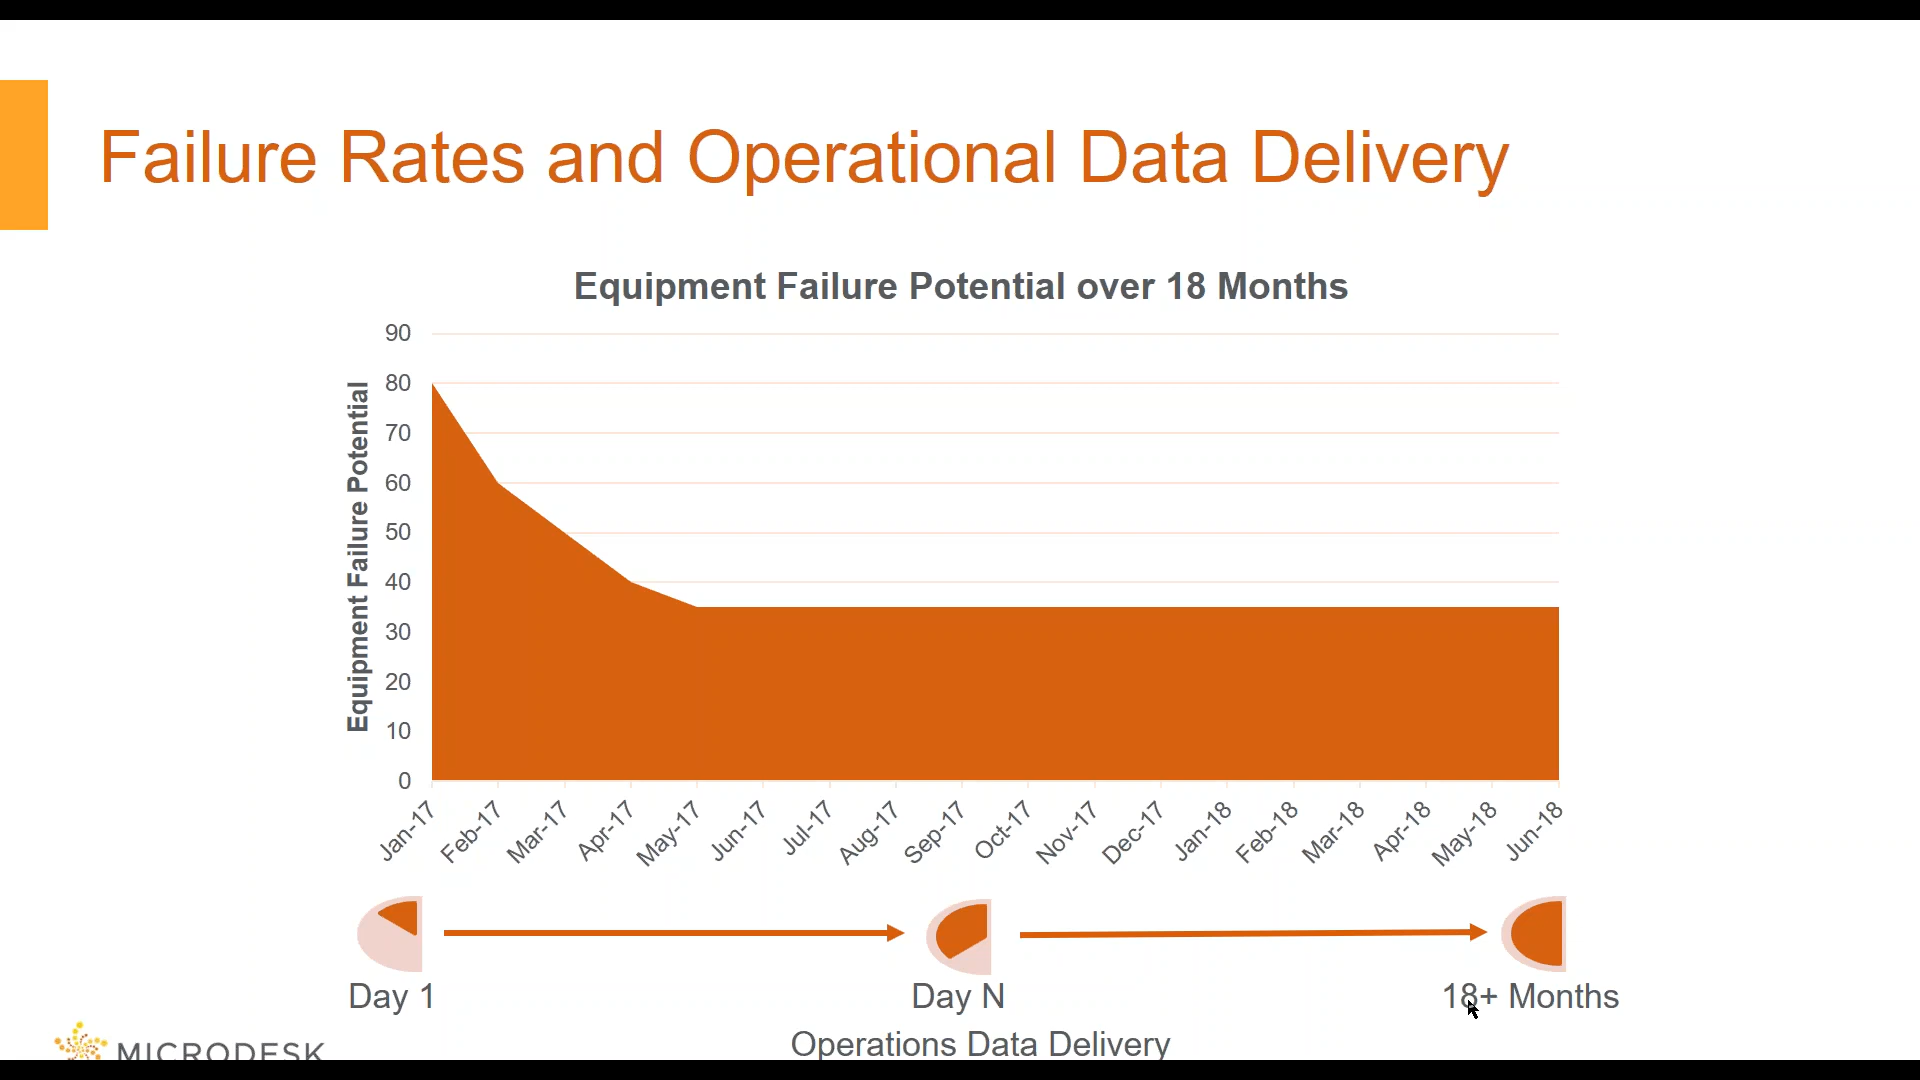 Failure Rates and Operational Data Delivery
Equipment Failure Potential over 18 Months
Equipment Failure Potential
90
80
70
60
50
40
30
20
10
0
Jan-17
Feb-17
Mar-17
Apr-17
May-17
Jun-17
Jul-17
Aug-17
Sep-17
Oct-17
Nov-17
Dec-17
Jan-18
Feb-18
Mar-18
Apr-18
May-18
Jun-18
Day 1
Day N
18+ Months
Operations Data Delivery
MICRODESK